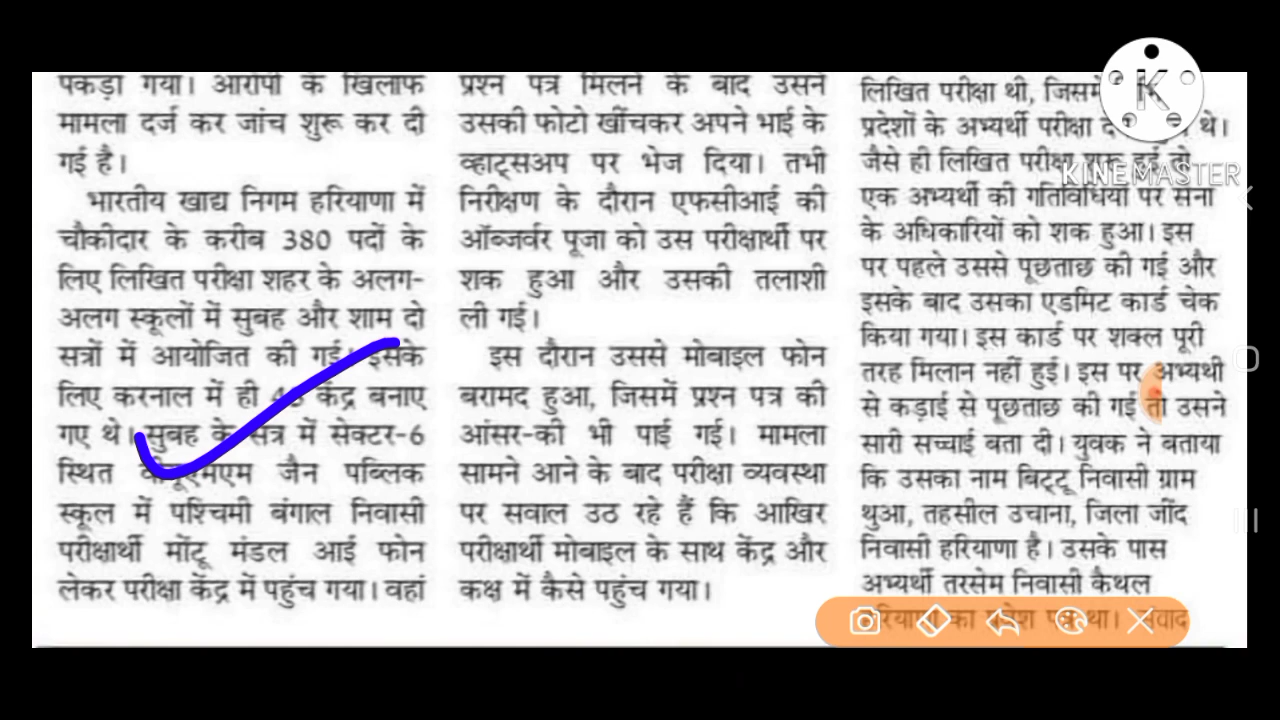 पकड़ा गया। आरोपी के खिलाफ
मामला दर्ज कर जांच शुरू कर दी
गई है।
भारतीय खाद्य निगम हरियाणा में
चौकीदार के करीब 380 पदों के
लिए लिखित परीक्षा शहर के अलग-
अलग स्कूलों में सुबह और शाम दो
सत्रों में आयोजित की गई। इसके
लिए करनाल में ही केंद्र बनाए
गए थे। सुबह के सत्र में सेक्टर-6
स्थित जैन पब्लिक
स्कूल में पश्चिमी बंगाल निवासी
परीक्षार्थी मोंटू मंडल आई फोन
लेकर परीक्षा केंद्र में पहुंच गया। वहां
प्रश्न पत्र मिलने के बाद उसने
उसकी फोटो खींचकर अपने भाई के
व्हाट्सअप पर भेज दिया। तभी
निरीक्षण के दौरान एफसीआई की
ऑब्जर्वर पूजा को उस परीक्षार्थी पर
शक हुआ और उसकी तलाशी
ली गई।
इस दौरान उससे मोबाइल फोन
बरामद हुआ, जिसमें प्रश्न पत्र की
आंसर-की भी पाई गई। मामला
सामने आने के बाद परीक्षा व्यवस्था
पर सवाल उठ रहे हैं कि आखिर
परीक्षार्थी मोबाइल के साथ केंद्र और
कक्ष में कैसे पहुंच गया।
लिखित परीक्षा थी, जिसमें
प्रदेशों के अभ्यर्थी परीक्षा थे।
जैसे ही लिखित परीक्षा शुरू हुई तो
एक अभ्यर्थी की गतिविधियों पर सेना
के अधिकारियों को शक हुआ। इस
पर पहले उससे पूछताछ की गई और
इसके बाद उसका एडमिट कार्ड चेक
किया गया। इस कार्ड पर शक्ल पूरी
तरह मिलान नहीं हुई। इस पर अभ्यर्थी
से कड़ाई से पूछताछ की गई तो उसने
सारी सच्चाई बता दी। युवक ने बताया
कि उसका नाम बिट्टू निवासी ग्राम
थुआ, तहसील उचाना, जिला जींद
निवासी हरियाणा है। उसके पास
अभ्यर्थी तरसेम निवासी कैथल
हरियाणा का प्रवेश पत्र था। संवाद
K
KINEMASTER